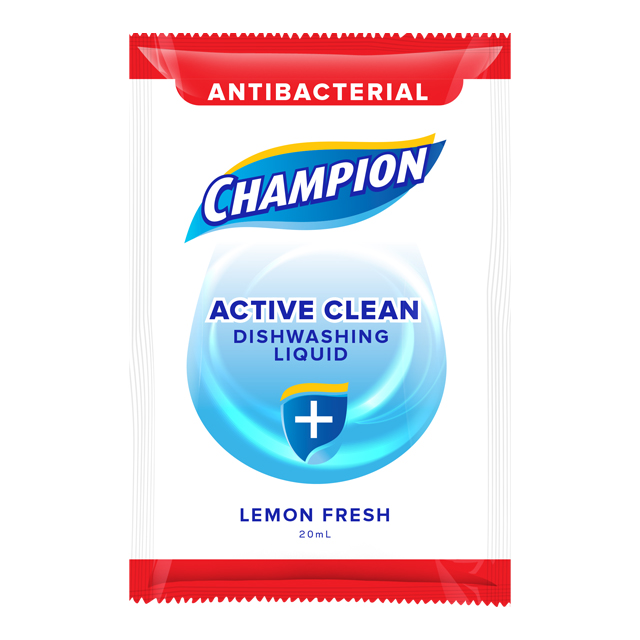 ANTIBACTERIAL
CHAMPION
ACTIVE CLEAN
DISHWASHING
LIQUID
LEMON FRESH
20mL